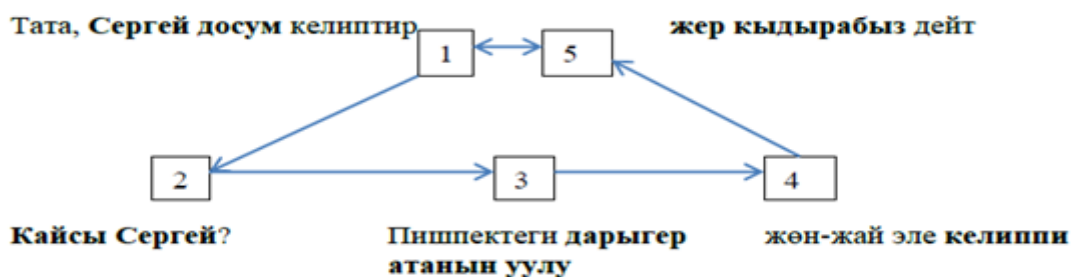 Тата, Сергей досум келиптир
жер кыдырабыз дейт
1
5
2
3
4
Кайсы Сергей?
Пишпектеги дарыгер
атанын уулу
жөн-жай эле келиппи